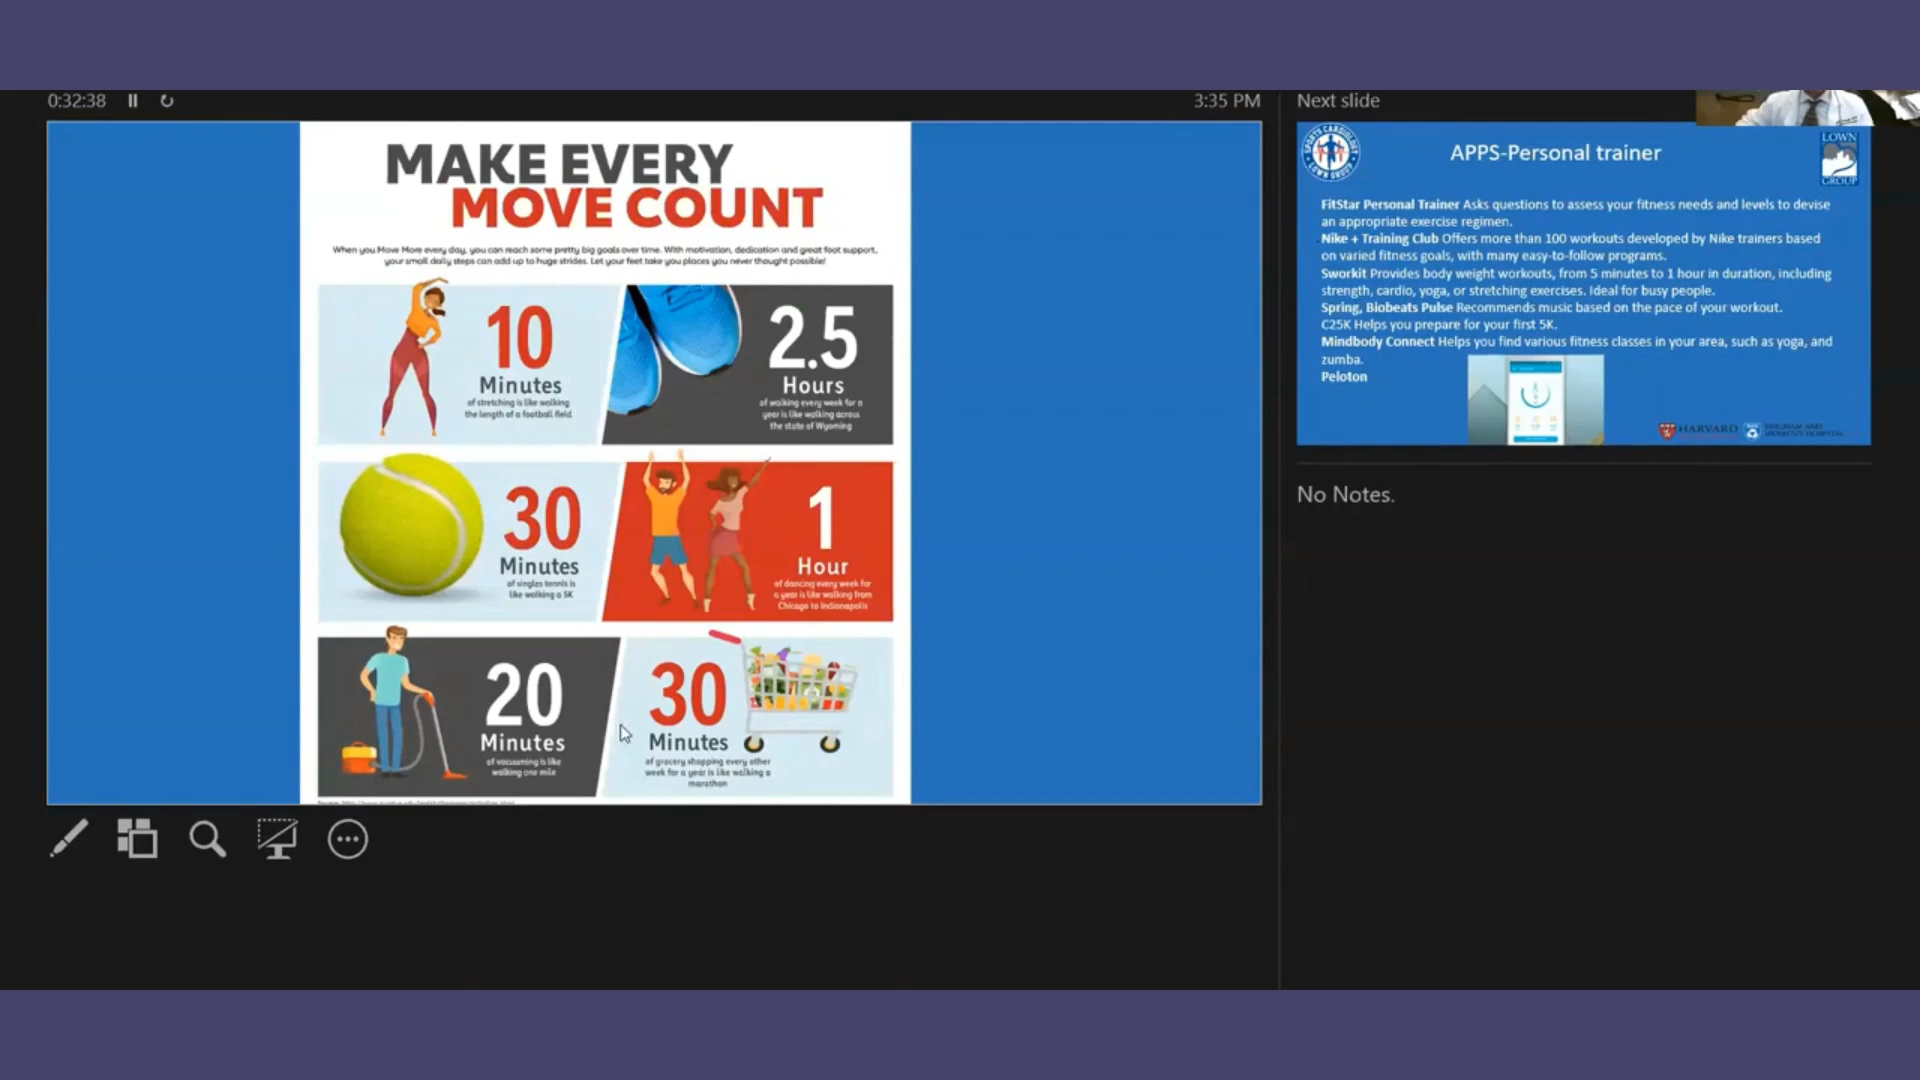 0:32:38
3:35 PM
Next slide
MAKE EVERY
MOVE COUNT
When you Move More every day, you can reach some pretty big goals over time. With motivation, dedication and great foot support,
your small daily steps can add up to huge strides. Let your feet take you places you never thought possible!
10
Minutes
of stretching is like walking
the length of a football field
2.5
Hours
of walking every week for a
year is like walking across
the state of Wyoming
30
Minutes
of singles tennis is
like walking a 5K
1
Hour
of dancing every week for
a year is like walking from
Chicago to Indianapolis
20
Minutes
of vacuuming is like
walking one mile
30
Minutes
of grocery shopping every other
week for a year is like walking a
marathon
SPORTS CARDIOLOGY
LOWN GROUP
APPS-Personal trainer
LOWN
GROUP
FitStar Personal Trainer Asks questions to assess your fitness needs and levels to devise
an appropriate exercise regimen.
Nike + Training Club Offers more than 100 workouts developed by Nike trainers based
on varied fitness goals, with many easy-to-follow programs.
Sworkit Provides body weight workouts, from 5 minutes to 1 hour in duration, including
strength, cardio, yoga, or stretching exercises. Ideal for busy people.
Spring, Biobeats Pulse Recommends music based on the pace of your workout.
C25K Helps you prepare for your first 5K.
Mindbody Connect Helps you find various fitness classes in your area, such as yoga, and
zumba.
Peloton
HARVARD
BRIGHAM AND
WOMEN'S HOSPITAL
No Notes.